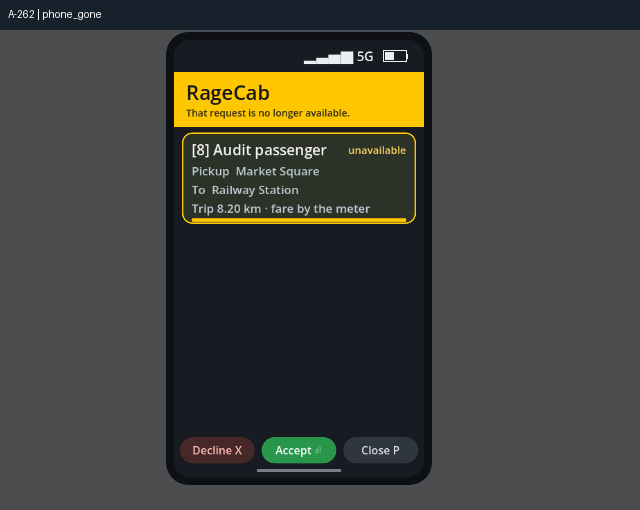 A-262 | phone_gone
5G
RageCab
That request is no longer available.
[8] Audit passenger unavailable
Pickup Market Square
To Railway Station
Trip 8.20 km · fare by the meter
Decline X Accept Close P